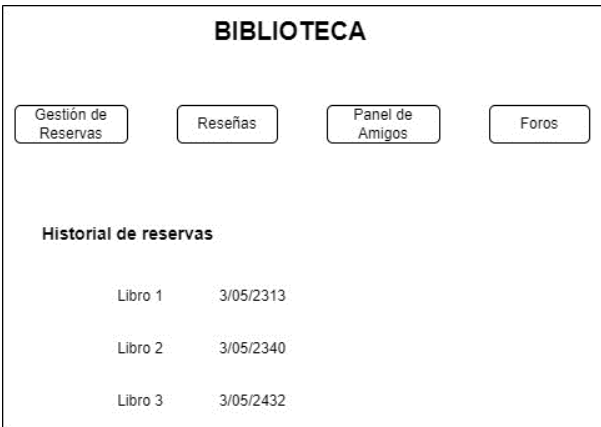 BIBLIOTECA
Gestión de
Reservas
Reseñas
Panel de
Amigos
Foros
Historial de reservas
Libro 1 3/05/2313
Libro 2 3/05/2340
Libro 3 3/05/2432